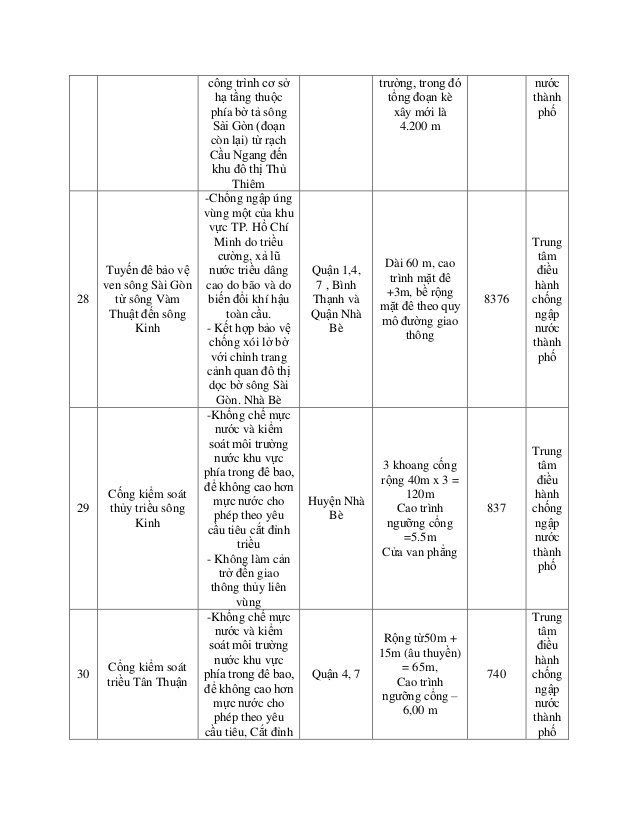 công trình cơ sở
hạ tầng thuộc
phía bờ tả sông
Sài Gòn (đoạn
còn lại) từ rạch
Cầu Ngang đến
khu đô thị Thủ
Thiêm
trường, trong đó
tổng đoạn kè
xây mới là
4.200 m
nước
thành
phố
28
Tuyến đê bảo vệ
ven sông Sài Gòn
từ sông Vàm
Thuật đến sông
Kinh
-Chống ngập úng
vùng một của khu
vực TP. Hồ Chí
Minh do triều
cường, xả lũ
nước triều dâng
cao do bão và do
biến đổi khí hậu
toàn cầu.
- Kết hợp bảo vệ
chống xói lở bờ
với chỉnh trang
cảnh quan đô thị
dọc bờ sông Sài
Gòn. Nhà Bè
Quận 1,4,
7 , Bình
Thạnh và
Quận Nhà
Bè
Dài 60 m, cao
trình mặt đê
+3m, bề rộng
mặt đê theo quy
mô đường giao
thông
8376
Trung
tâm
điều
hành
chống
ngập
nước
thành
phố
29
Cống kiểm soát
thủy triều sông
Kinh
-Khống chế mực
nước và kiểm
soát môi trường
nước khu vực
phía trong đê bao,
để không cao hơn
mực nước cho
phép theo yêu
cầu tiêu cắt đỉnh
triều
- Không làm cản
trở đến giao
thông thủy liên
vùng
Huyện Nhà
Bè
3 khoang cống
rộng 40m x 3 =
120m
Cao trình
ngưỡng cống
=5.5m
Cửa van phẳng
837
Trung
tâm
điều
hành
chống
ngập
nước
thành
phố
30
Cống kiểm soát
triều Tân Thuận
-Khống chế mực
nước và kiểm
soát môi trường
nước khu vực
phía trong đê bao,
để không cao hơn
mực nước cho
phép theo yêu
cầu tiêu, Cắt đỉnh
Quận 4, 7
Rộng từ50m +
15m (âu thuyền)
= 65m,
Cao trình
ngưỡng cống –
6,00 m
740
Trung
tâm
điều
hành
chống
ngập
nước
thành
phố